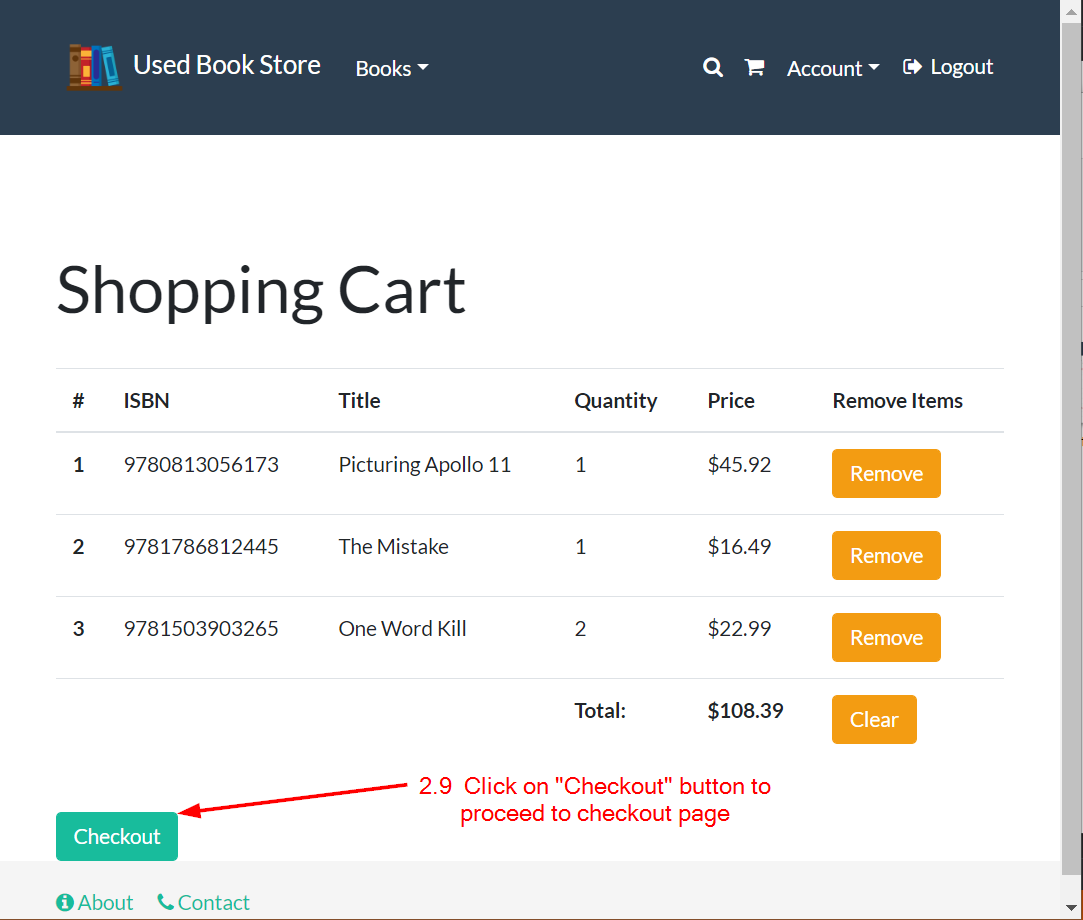 Used Book Store Books Account Logout
Shopping Cart
# ISBN Title Quantity Price Remove Items
1 9780813056173 Picturing Apollo 11 1 $45.92 Remove
2 9781786812445 The Mistake 1 $16.49 Remove
3 9781503903265 One Word Kill 2 $22.99 Remove
Total: $108.39 Clear
2.9 Click on "Checkout" button to
proceed to checkout page
Checkout
About Contact